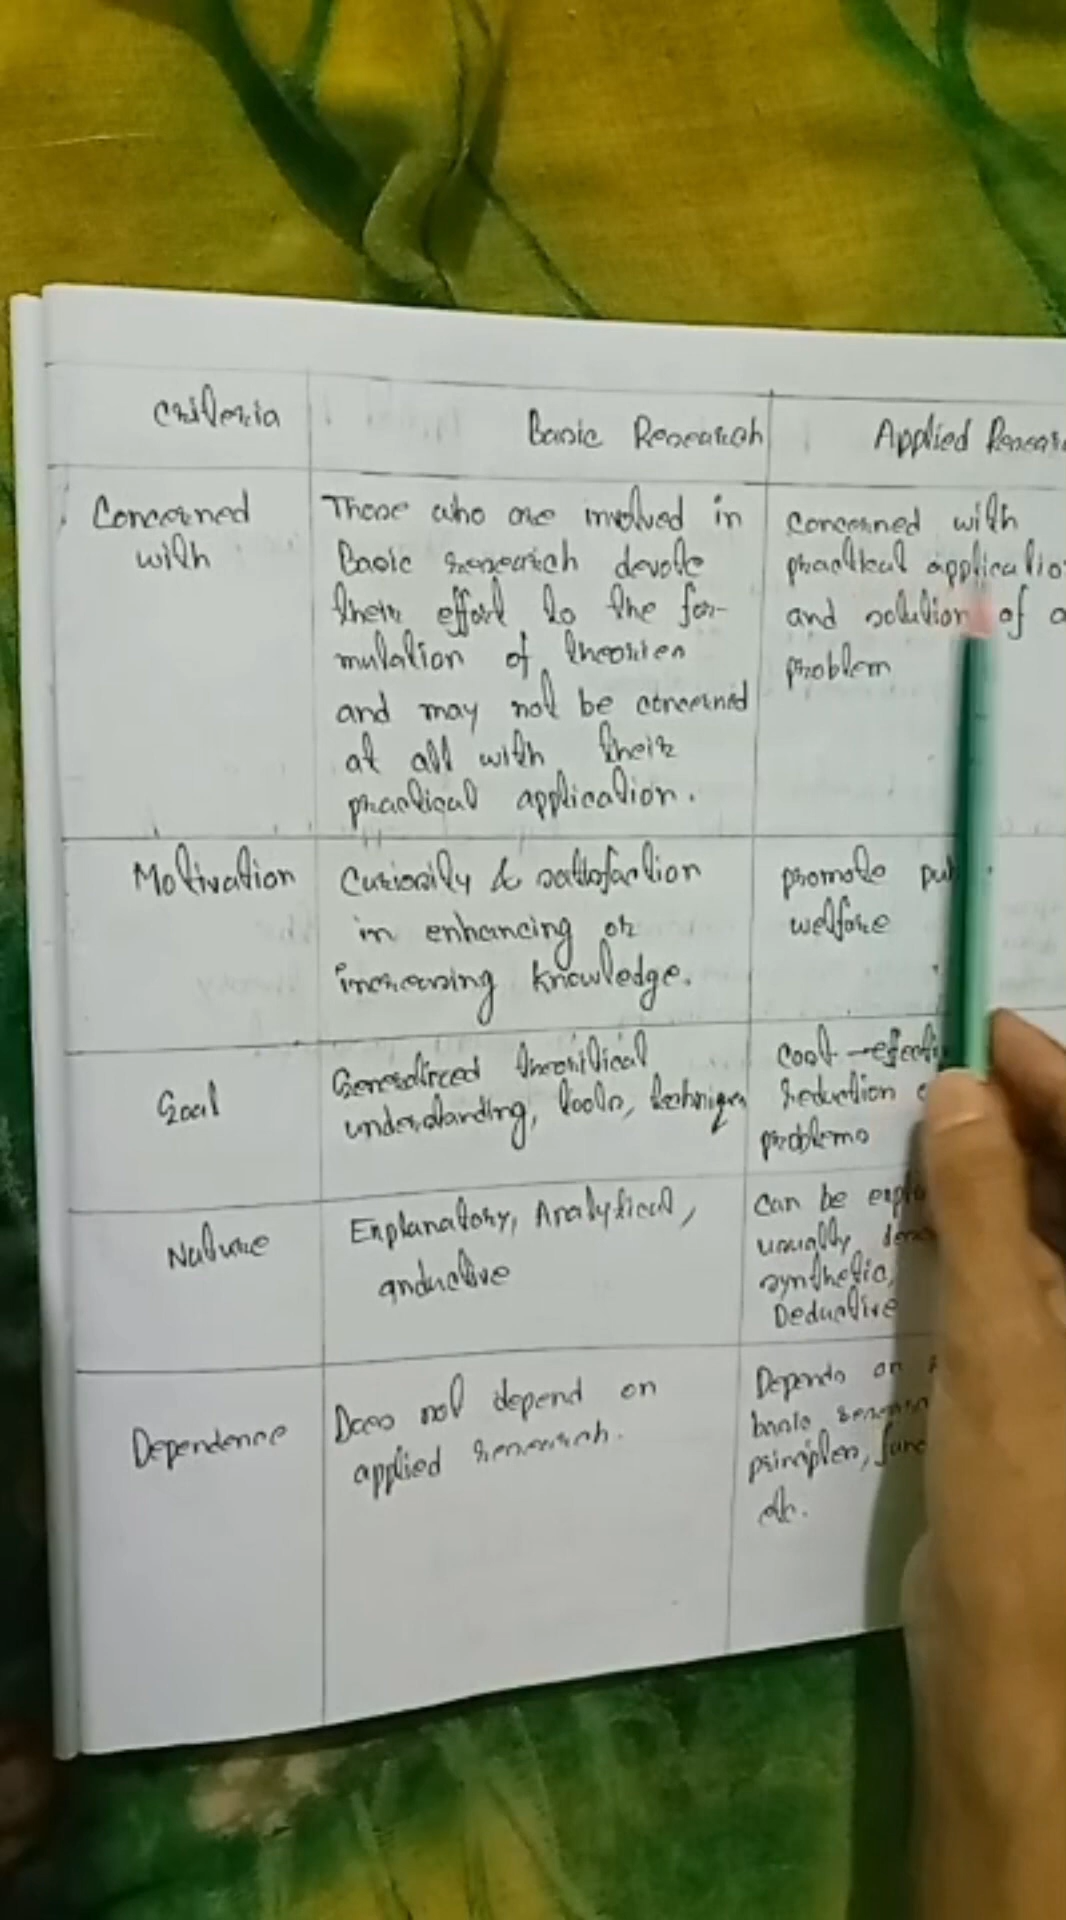 Criteria
Basic Research
Applied
Concerned
with
Those who are involved in
Basic research devote
their effort to the for-
mulation of theories
and may not be concerned
at all with their
practical application.
concerned with
practical
and solution of
problem
Motivation
Curiosity & satisfaction
in enhancing or
increasing knowledge.
promote
welfare
Goal
Generalized theoritical
understanding, tools, techniques
Cost-
reduction
problems
Nature
Explanatory, Analytical,
inductive
Can be
usually
synthetic,
Deductive
Dependence
Does not depend on
applied research.
Depends on
basic
principles,
etc.